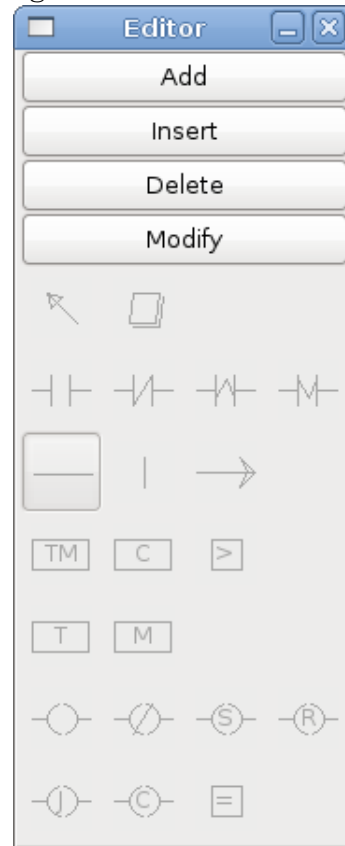 Editor
Add
Insert
Delete
Modify
M
TM C >
T M
S R
J C =